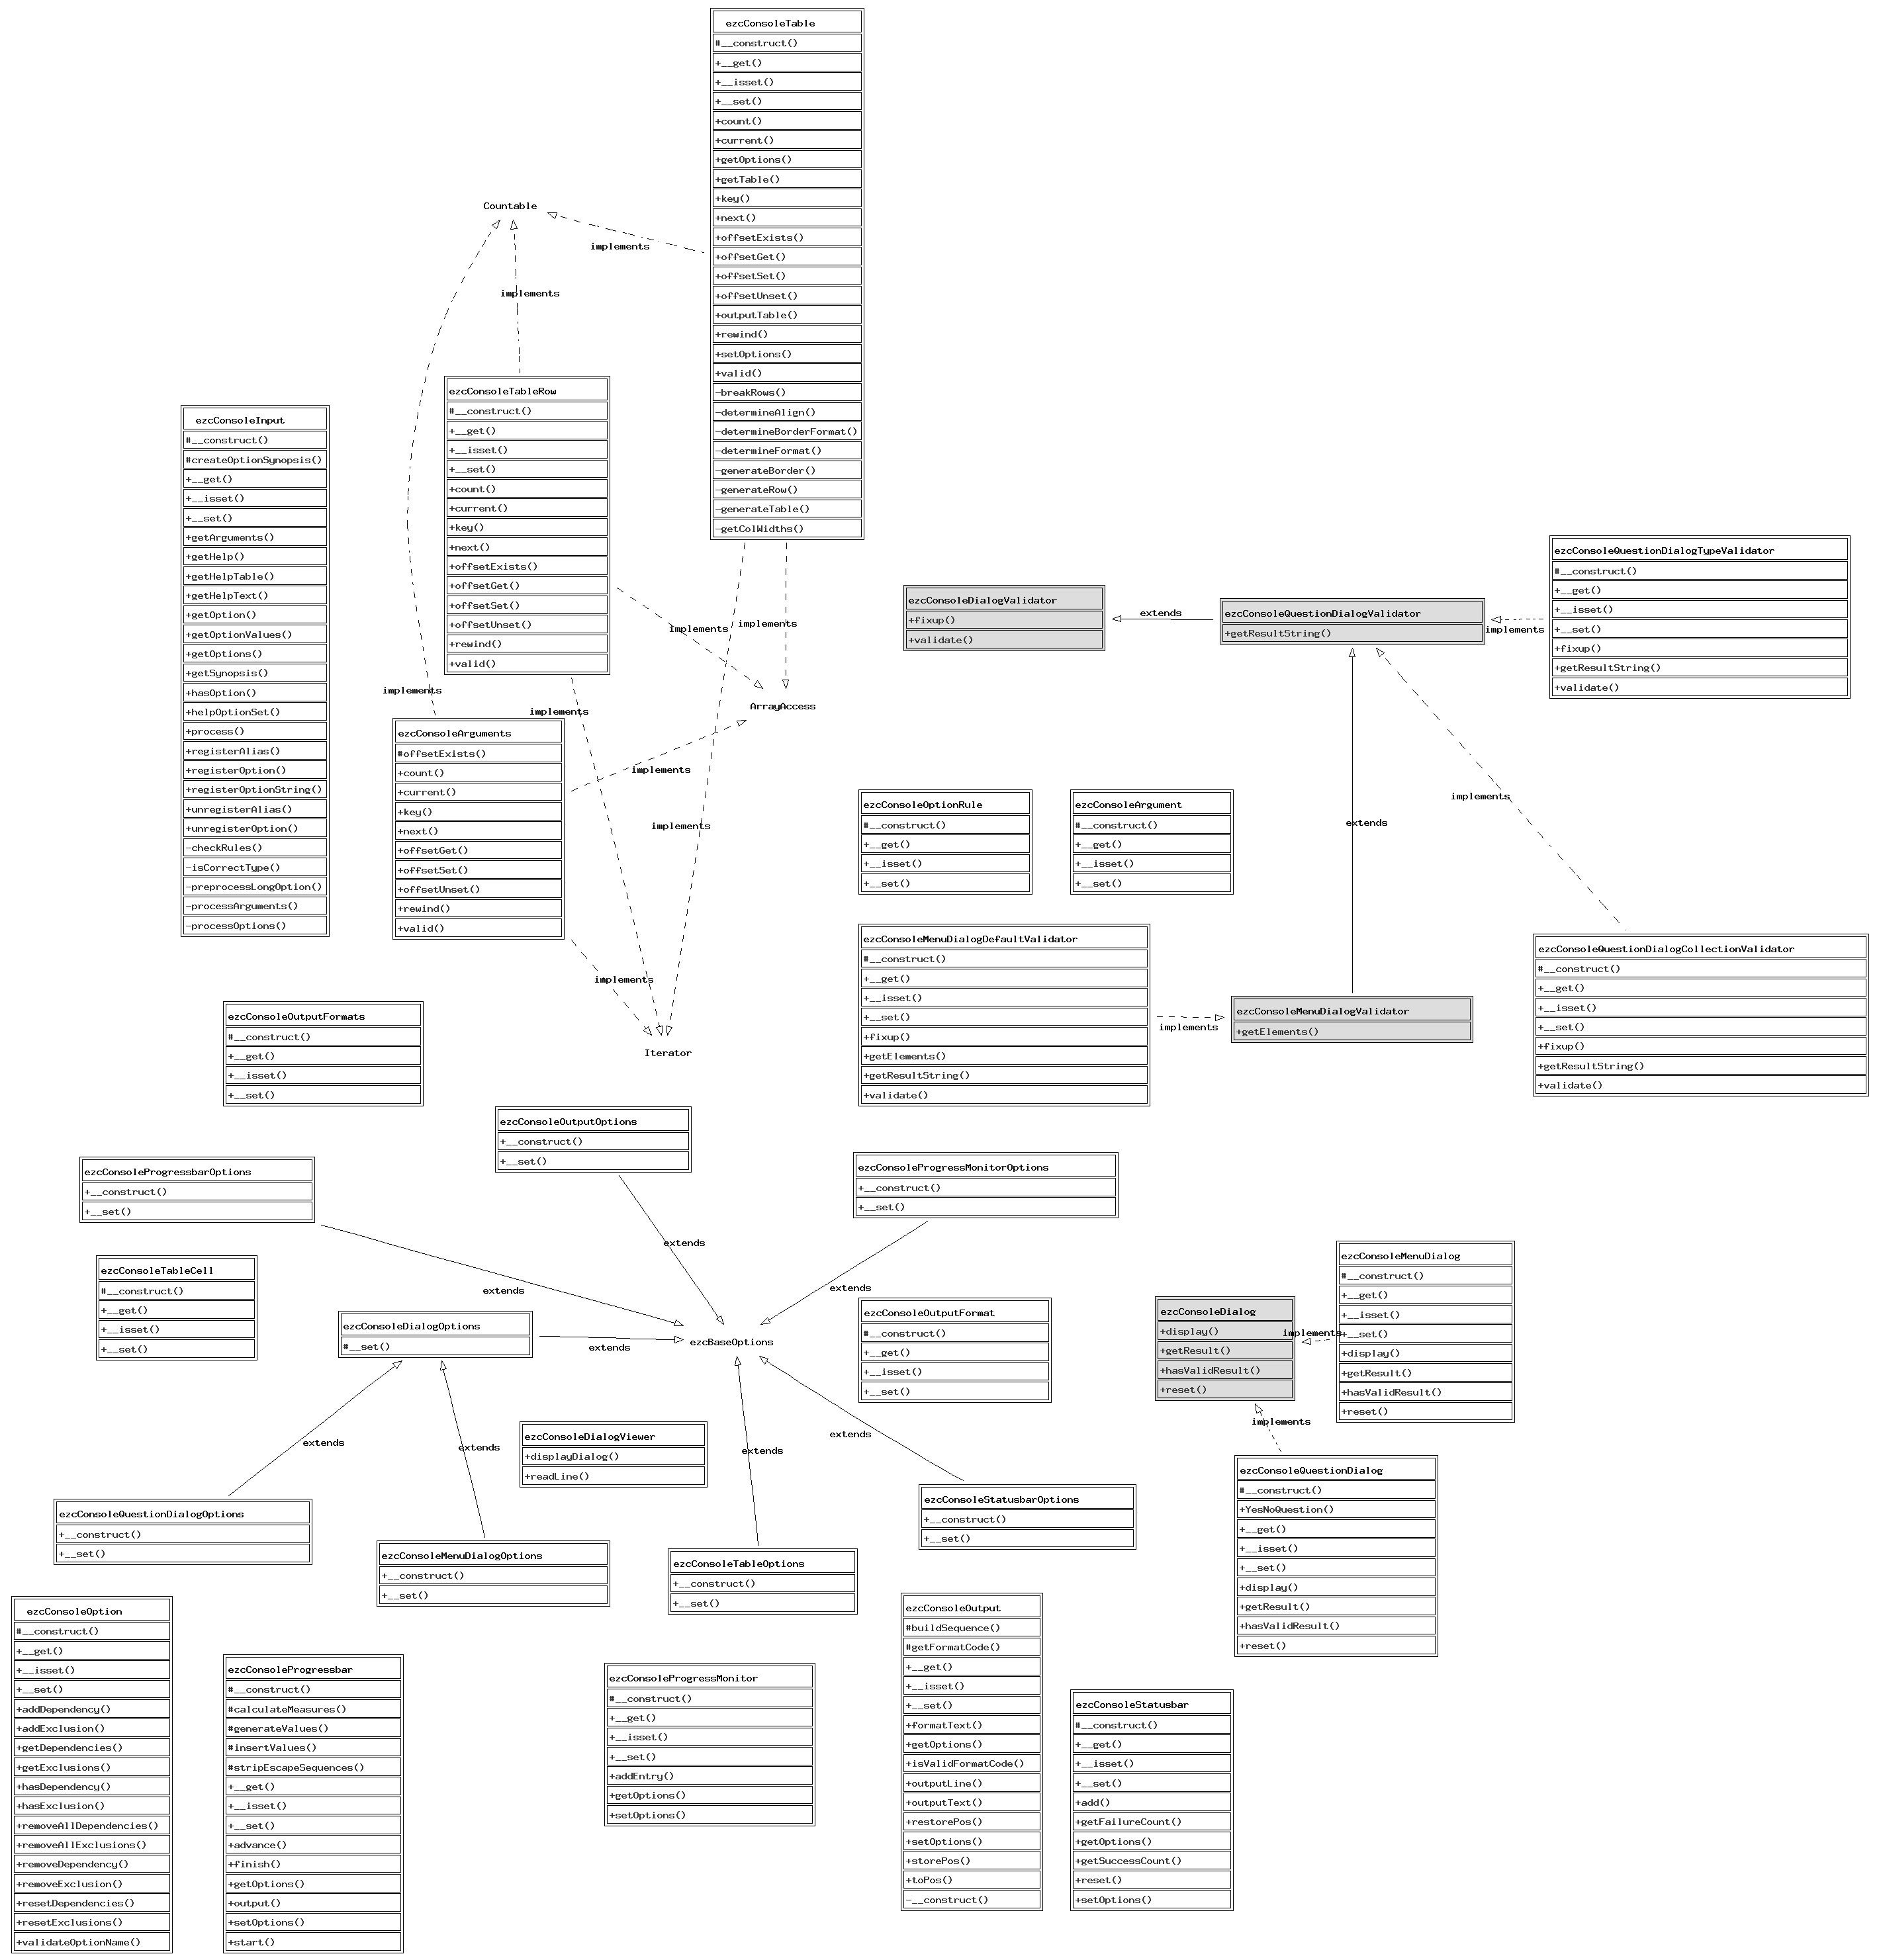 ezcConsoleTable
#__construct()
+__get()
+__isset()
+__set()
+count()
+current()
+getOptions()
+getTable()
+key()
+next()
+offsetExists()
+offsetGet()
+offsetSet()
+offsetUnset()
+outputTable()
+rewind()
+setOptions()
+valid()
-breakRows()
-determineAlign()
-determineBorderFormat()
-determineFormat()
-generateBorder()
-generateRow()
-generateTable()
-getColWidths()
Countable
implements
implements
ezcConsoleTableRow
#__construct()
+__get()
+__isset()
+__set()
+count()
+current()
+key()
+next()
+offsetExists()
+offsetGet()
+offsetSet()
+offsetUnset()
+rewind()
+valid()
ezcConsoleInput
#__construct()
#createOptionSynopsis()
+__get()
+__isset()
+__set()
+getArguments()
+getHelp()
+getHelpTable()
+getHelpText()
+getOption()
+getOptionValues()
+getOptions()
+getSynopsis()
+hasOption()
+helpOptionSet()
+process()
+registerAlias()
+registerOption()
+registerOptionString()
+unregisterAlias()
+unregisterOption()
-checkRules()
-isCorrectType()
-preprocessLongOption()
-processArguments()
-processOptions()
ezcConsoleQuestionDialogTypeValidator
#__construct()
+__get()
+__isset()
+__set()
+fixup()
+getResultString()
+validate()
ezcConsoleDialogValidator
+fixup()
+validate()
extends
ezcConsoleQuestionDialogValidator
+getResultString()
implements
implements
implements
implements
implements
ArrayAccess
ezcConsoleArguments
#offsetExists()
+count()
+current()
+key()
+next()
+offsetGet()
+offsetSet()
+offsetUnset()
+rewind()
+valid()
implements
implements
implements
Iterator
ezcConsoleOptionRule
#__construct()
+__get()
+__isset()
+__set()
ezcConsoleArgument
#__construct()
+__get()
+__isset()
+__set()
extends
implements
ezcConsoleMenuDialogDefaultValidator
#__construct()
+__get()
+__isset()
+__set()
+fixup()
+getElements()
+getResultString()
+validate()
implements
ezcConsoleMenuDialogValidator
+getElements()
ezcConsoleQuestionDialogCollectionValidator
#__construct()
+__get()
+__isset()
+__set()
+fixup()
+getResultString()
+validate()
ezcConsoleOutputFormats
#__construct()
+__get()
+__isset()
+__set()
ezcConsoleOutputOptions
+__construct()
+__set()
ezcConsoleProgressbarOptions
+__construct()
+__set()
ezcConsoleProgressMonitorOptions
+__construct()
+__set()
extends
extends
extends
ezcConsoleTableCell
#__construct()
+__get()
+__isset()
+__set()
ezcConsoleDialogOptions
#__set()
extends
ezcBaseOptions
ezcConsoleOutputFormat
#__construct()
+__get()
+__isset()
+__set()
ezcConsoleDialog
+display()
+getResult()
+hasValidResult()
+reset()
implements
ezcConsoleMenuDialog
#__construct()
+__get()
+__isset()
+__set()
+display()
+getResult()
+hasValidResult()
+reset()
implements
extends
extends
ezcConsoleDialogViewer
+displayDialog()
+readLine()
extends
extends
ezcConsoleQuestionDialog
#__construct()
+YesNoQuestion()
+__get()
+__isset()
+__set()
+display()
+getResult()
+hasValidResult()
+reset()
ezcConsoleStatusbarOptions
+__construct()
+__set()
ezcConsoleQuestionDialogOptions
+__construct()
+__set()
ezcConsoleMenuDialogOptions
+__construct()
+__set()
ezcConsoleTableOptions
+__construct()
+__set()
ezcConsoleOption
#__construct()
+__get()
+__isset()
+__set()
+addDependency()
+addExclusion()
+getDependencies()
+getExclusions()
+hasDependency()
+hasExclusion()
+removeAllDependencies()
+removeAllExclusions()
+removeDependency()
+removeExclusion()
+resetDependencies()
+resetExclusions()
+validateOptionName()
ezcConsoleProgressbar
#__construct()
#calculateMeasures()
#generateValues()
#insertValues()
#stripEscapeSequences()
+__get()
+__isset()
+__set()
+advance()
+finish()
+getOptions()
+output()
+setOptions()
+start()
ezcConsoleProgressMonitor
#__construct()
+__get()
+__isset()
+__set()
+addEntry()
+getOptions()
+setOptions()
ezcConsoleOutput
#buildSequence()
#getFormatCode()
+__get()
+__isset()
+__set()
+formatText()
+getOptions()
+isValidFormatCode()
+outputLine()
+outputText()
+restorePos()
+setOptions()
+storePos()
+toPos()
-__construct()
ezcConsoleStatusbar
#__construct()
+__get()
+__isset()
+__set()
+add()
+getFailureCount()
+getOptions()
+getSuccessCount()
+reset()
+setOptions()